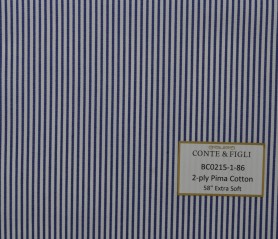 CONTE & FIGLI
BC0215-1-86
2-ply Pima Cotton
58" Extra Soft